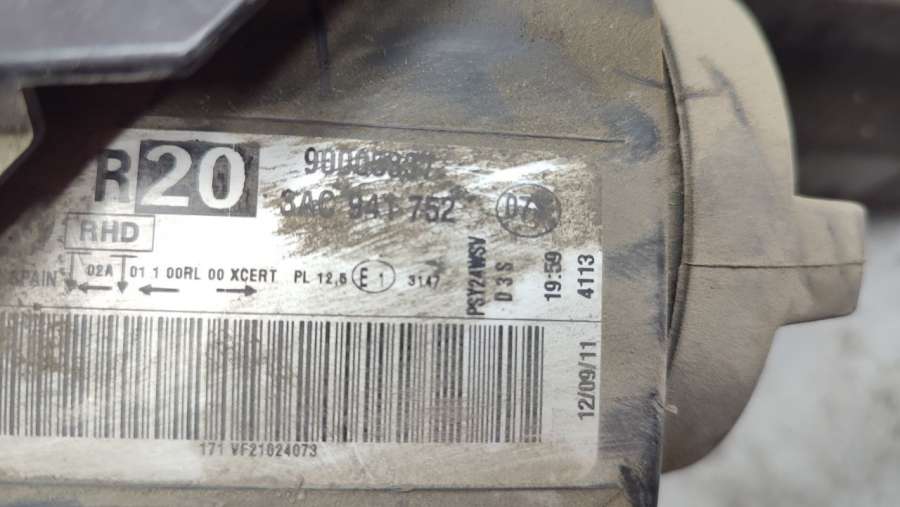 R20
3AC 941 752
RHD
SPAIN 02A 01 1 00RL 00 XCERT PL 12,5 E1 3147
PSY24WSV
D3S
19:59
4113
12/09/11
171 VF21024073